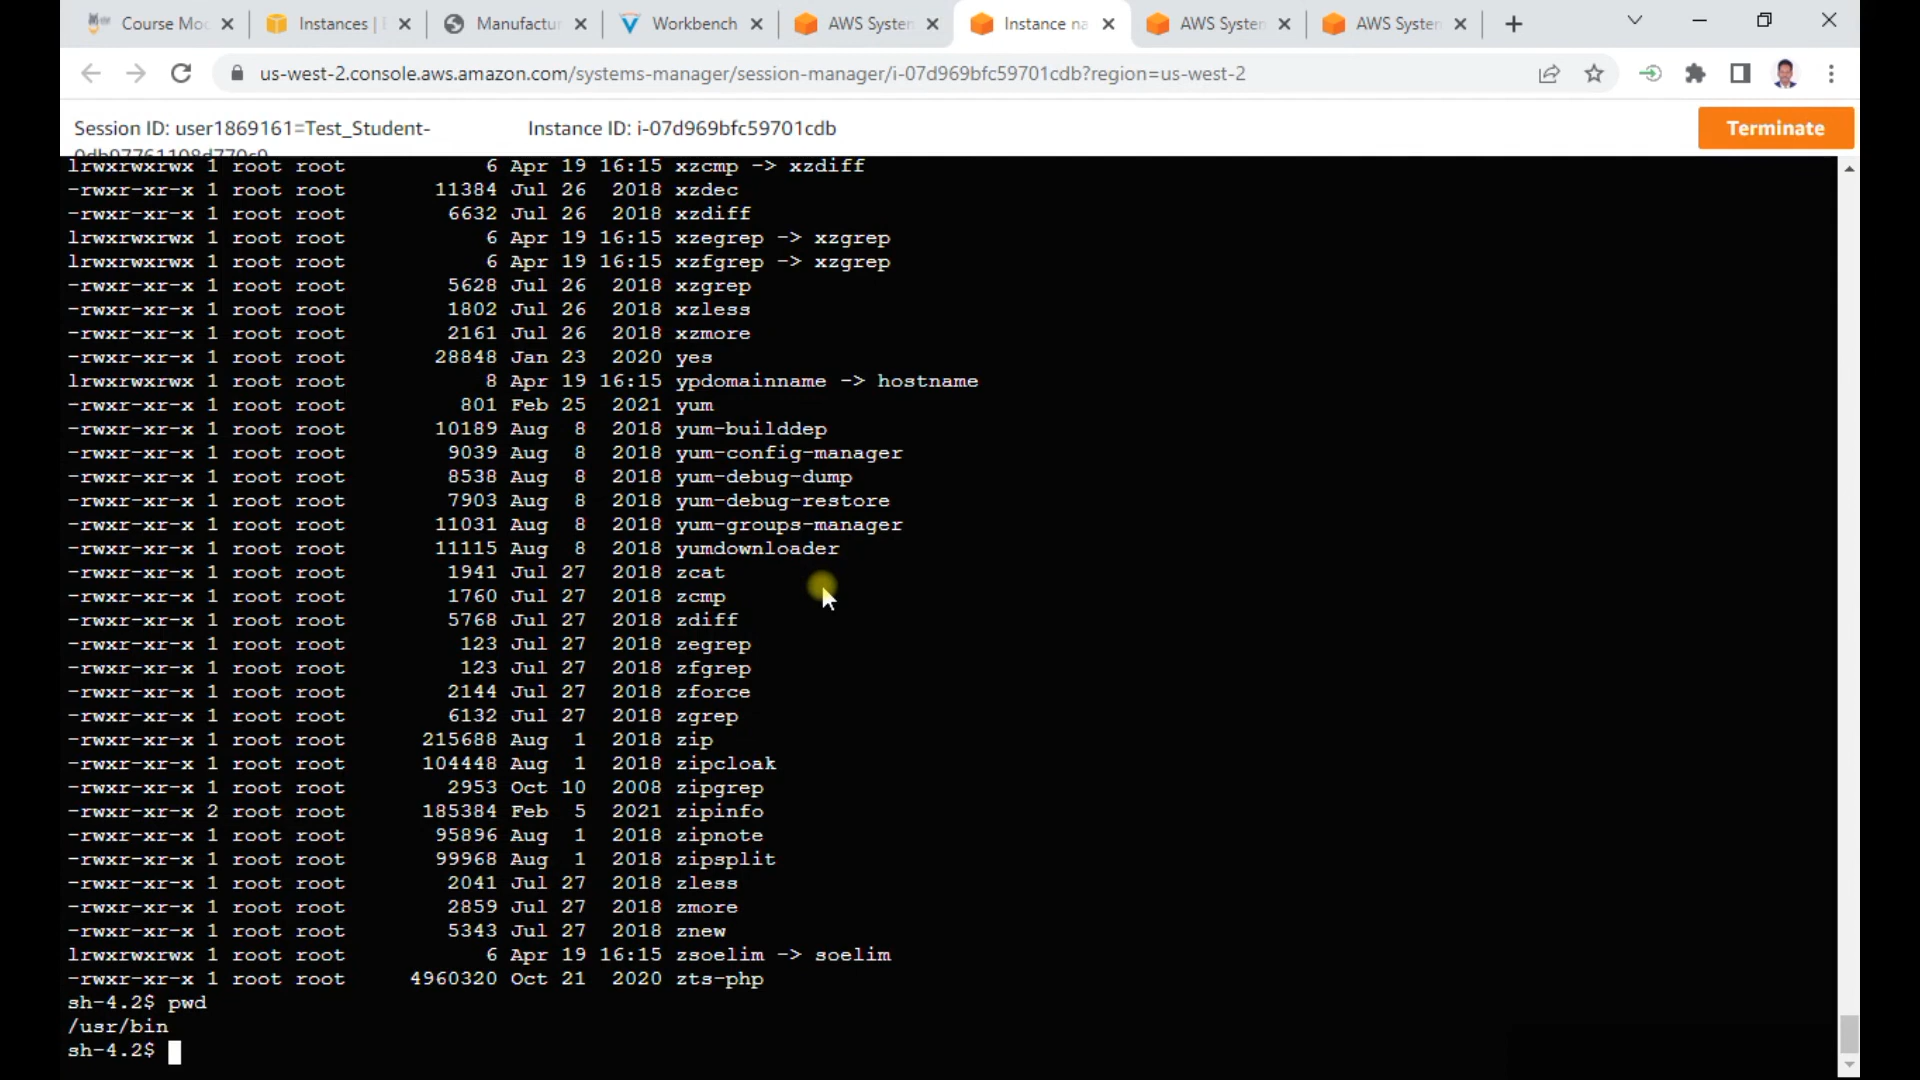 Course Mo
Instances |
Manufactur
Workbench
AWS System
Instance na
AWS System
AWS System
us-west-2.console.aws.amazon.com/systems-manager/session-manager/i-07d969bfc59701cdb?region=us-west-2
Session ID: user1869161=Test_Student-
Instance ID: i-07d969bfc59701cdb
Terminate
lrwxrwxrwx 1 root root 6 Apr 19 16:15 xzcmp -> xzdiff
-rwxr-xr-x 1 root root 11384 Jul 26 2018 xzdec
-rwxr-xr-x 1 root root 6632 Jul 26 2018 xzdiff
lrwxrwxrwx 1 root root 6 Apr 19 16:15 xzegrep -> xzgrep
lrwxrwxrwx 1 root root 6 Apr 19 16:15 xzfgrep -> xzgrep
-rwxr-xr-x 1 root root 5628 Jul 26 2018 xzgrep
-rwxr-xr-x 1 root root 1802 Jul 26 2018 xzless
-rwxr-xr-x 1 root root 2161 Jul 26 2018 xzmore
-rwxr-xr-x 1 root root 28848 Jan 23 2020 yes
lrwxrwxrwx 1 root root 8 Apr 19 16:15 ypdomainname -> hostname
-rwxr-xr-x 1 root root 801 Feb 25 2021 yum
-rwxr-xr-x 1 root root 10189 Aug 8 2018 yum-builddep
-rwxr-xr-x 1 root root 9039 Aug 8 2018 yum-config-manager
-rwxr-xr-x 1 root root 8538 Aug 8 2018 yum-debug-dump
-rwxr-xr-x 1 root root 7903 Aug 8 2018 yum-debug-restore
-rwxr-xr-x 1 root root 11031 Aug 8 2018 yum-groups-manager
-rwxr-xr-x 1 root root 11115 Aug 8 2018 yumdownloader
-rwxr-xr-x 1 root root 1941 Jul 27 2018 zcat
-rwxr-xr-x 1 root root 1760 Jul 27 2018 zcmp
-rwxr-xr-x 1 root root 5768 Jul 27 2018 zdiff
-rwxr-xr-x 1 root root 123 Jul 27 2018 zegrep
-rwxr-xr-x 1 root root 123 Jul 27 2018 zfgrep
-rwxr-xr-x 1 root root 2144 Jul 27 2018 zforce
-rwxr-xr-x 1 root root 6132 Jul 27 2018 zgrep
-rwxr-xr-x 1 root root 215688 Aug 1 2018 zip
-rwxr-xr-x 1 root root 104448 Aug 1 2018 zipcloak
-rwxr-xr-x 1 root root 2953 Oct 10 2008 zipgrep
-rwxr-xr-x 2 root root 185384 Feb 5 2021 zipinfo
-rwxr-xr-x 1 root root 95896 Aug 1 2018 zipnote
-rwxr-xr-x 1 root root 99968 Aug 1 2018 zipsplit
-rwxr-xr-x 1 root root 2041 Jul 27 2018 zless
-rwxr-xr-x 1 root root 2859 Jul 27 2018 zmore
-rwxr-xr-x 1 root root 5343 Jul 27 2018 znew
lrwxrwxrwx 1 root root 6 Apr 19 16:15 zsoelim -> soelim
-rwxr-xr-x 1 root root 4960320 Oct 21 2020 zts-php
sh-4.2$ pwd
/usr/bin
sh-4.2$